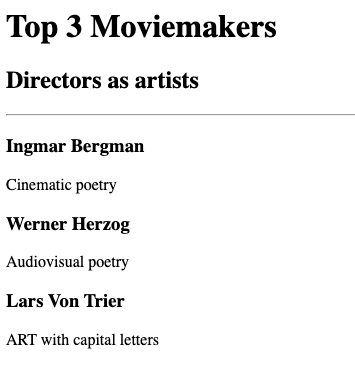 Top 3 Moviemakers
Directors as artists
Ingmar Bergman
Cinematic poetry
Werner Herzog
Audiovisual poetry
Lars Von Trier
ART with capital letters